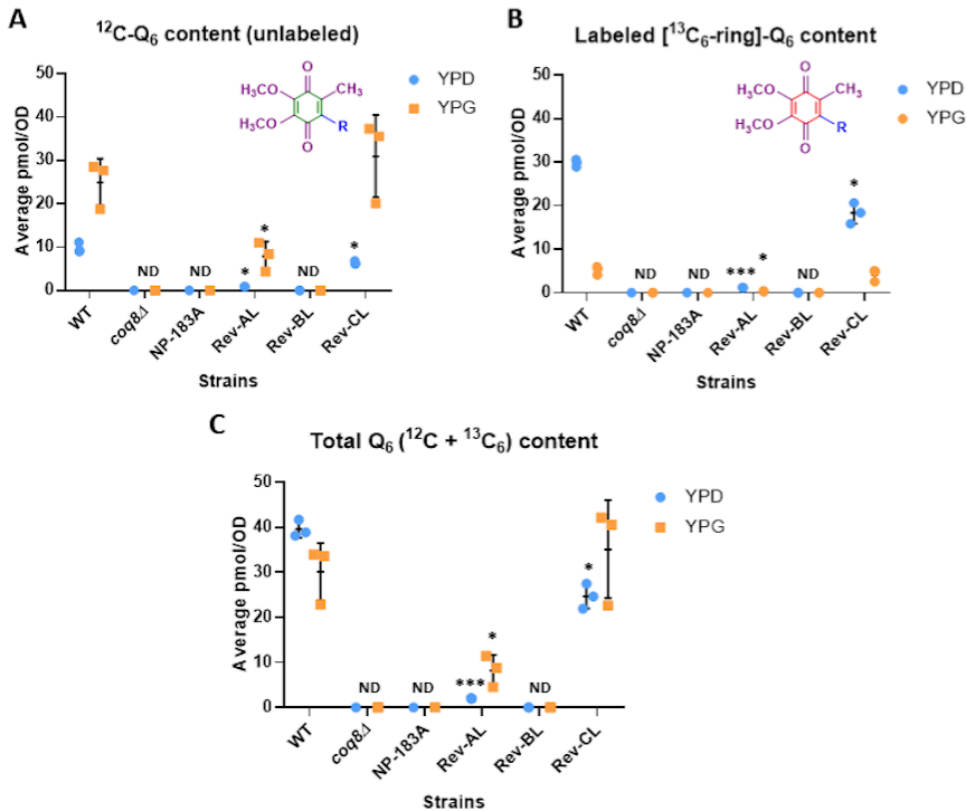 A
¹²C-Q₆ content (unlabeled)
Average pmol/OD
50
40
30
20
10
0
O
H₃CO
CH₃
H₃CO
R
O
YPD
YPG
*
*
*
ND
ND
ND
WT
coq8Δ
NP-183A
Rev-AL
Rev-BL
Rev-CL
Strains
B
Labeled [¹³C₆-ring]-Q₆ content
Average pmol/OD
50
40
30
20
10
0
O
H₃CO
CH₃
H₃CO
R
O
YPD
YPG
*
***
*
ND
ND
ND
WT
coq8Δ
NP-183A
Rev-AL
Rev-BL
Rev-CL
Strains
C
Total Q₆ (¹²C + ¹³C₆) content
Average pmol/OD
50
40
30
20
10
0
YPD
YPG
*
*
***
ND
ND
ND
WT
coq8Δ
NP-183A
Rev-AL
Rev-BL
Rev-CL
Strains